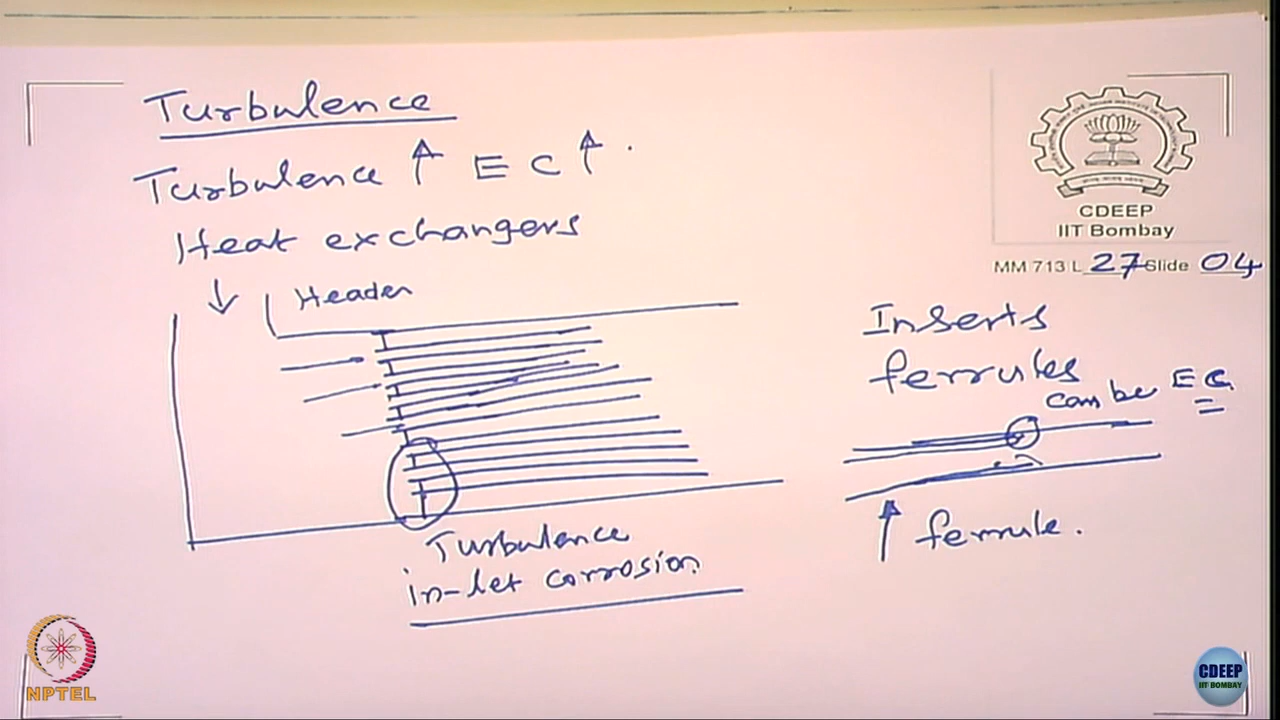 Turbulence
Turbulence ↑ E C ↑.
Heat exchangers
↓ Header
Turbulence
in-let corrosion.
Inserts
ferrules
can be EC
↑ ferrule.
CDEEP
IIT Bombay
MM 713 L 27 Slide 04
NPTEL
CDEEP
IIT BOMBAY